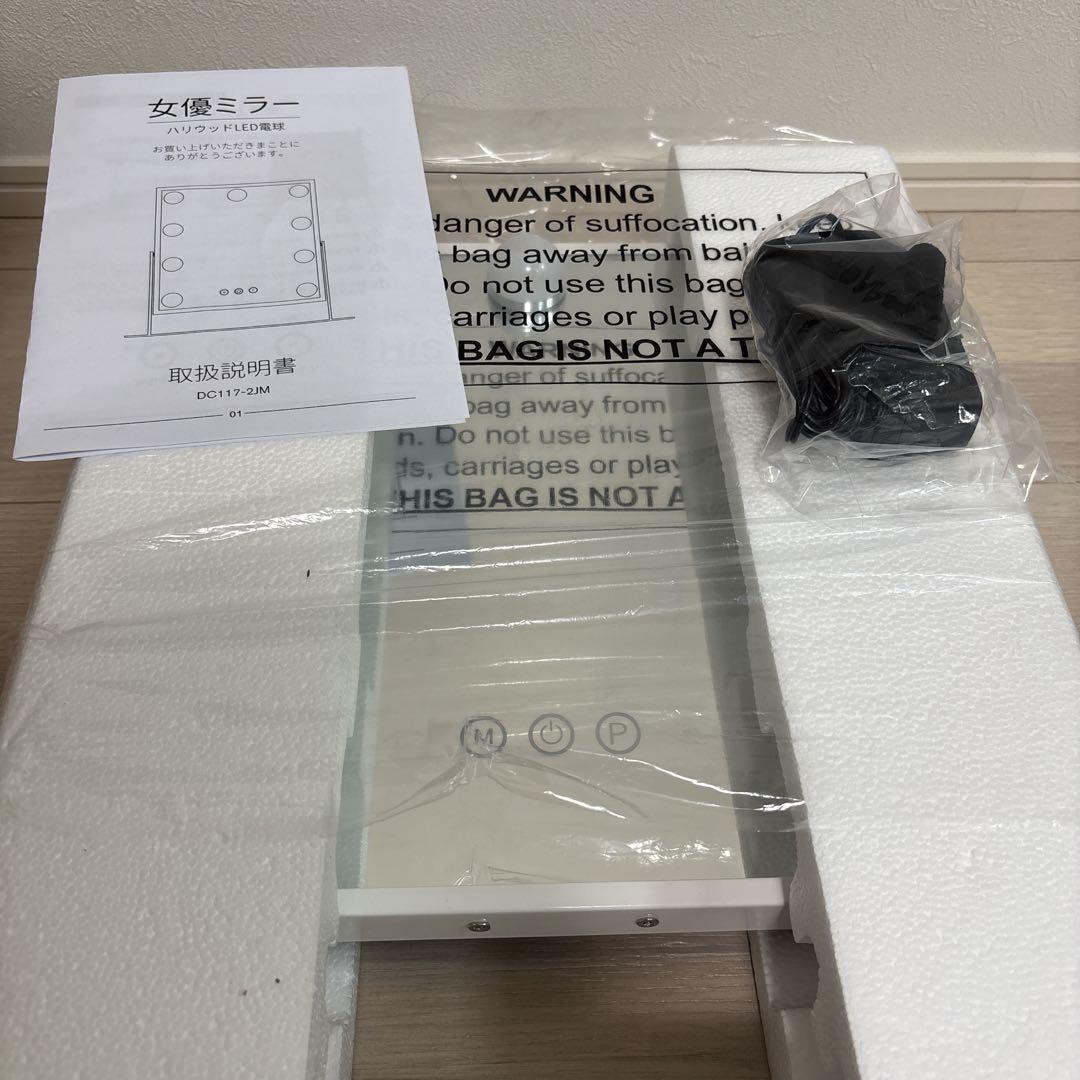 女優ミラー
ハリウッドLED電球
お買い上げいただきまことに
ありがとうございます。
取扱説明書
DC117-2JM
01
WARNING
danger of suffocation.
bag away from
Do not use this bag
carriages or play
BAG IS NOT A
danger of
bag away from
Do not use this
carriages or play
THIS BAG IS NOT A
M
P